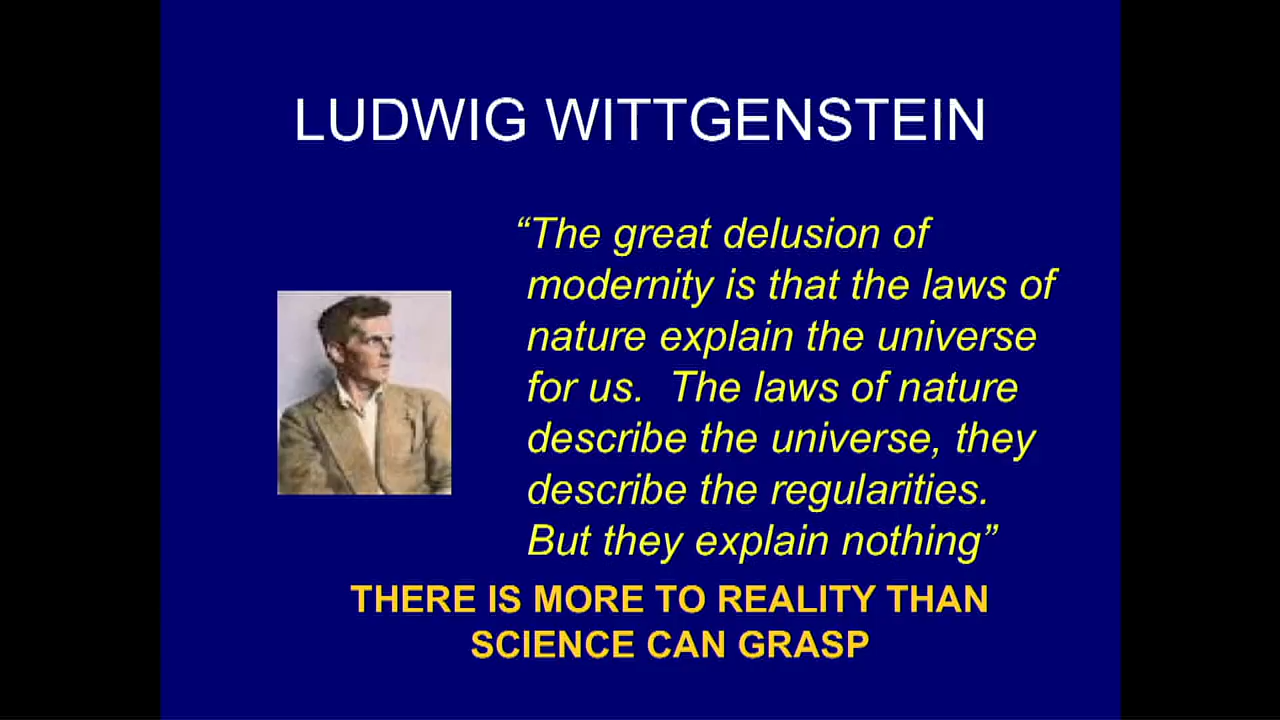 LUDWIG WITTGENSTEIN
“The great delusion of
modernity is that the laws of
nature explain the universe
for us.  The laws of nature
describe the universe, they
describe the regularities.
But they explain nothing”
THERE IS MORE TO REALITY THAN
SCIENCE CAN GRASP